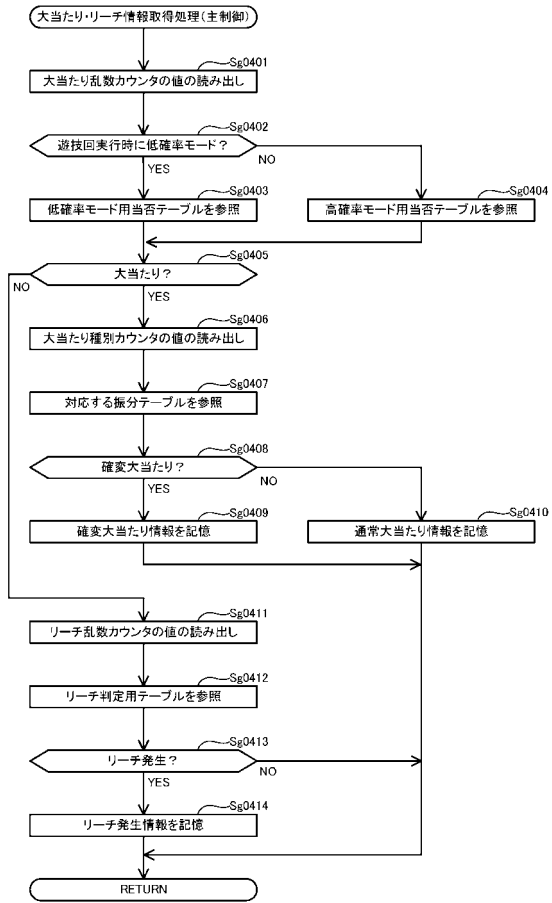 大当たり・リーチ情報取得処理(主制御)
Sg0401
大当たり乱数カウンタの値の読み出し
Sg0402
遊技回実行時に低確率モード?
NO
YES
Sg0403
Sg0404
低確率モード用当否テーブルを参照
高確率モード用当否テーブルを参照
Sg0405
大当たり?
NO
YES
Sg0406
大当たり種別カウンタの値の読み出し
Sg0407
対応する振分テーブルを参照
Sg0408
確変大当たり?
NO
YES
Sg0409
Sg0410
確変大当たり情報を記憶
通常大当たり情報を記憶
Sg0411
リーチ乱数カウンタの値の読み出し
Sg0412
リーチ判定用テーブルを参照
Sg0413
リーチ発生?
NO
YES
Sg0414
リーチ発生情報を記憶
RETURN